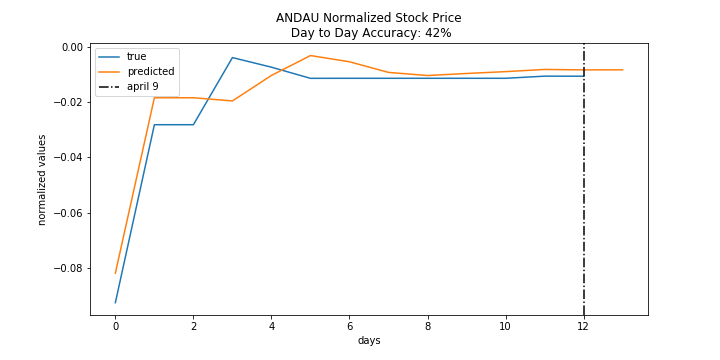 ANDAU Normalized Stock Price
Day to Day Accuracy: 42%
0.00
−0.02
−0.04
−0.06
−0.08
normalized values
true
predicted
april 9
0 2 4 6 8 10 12
days